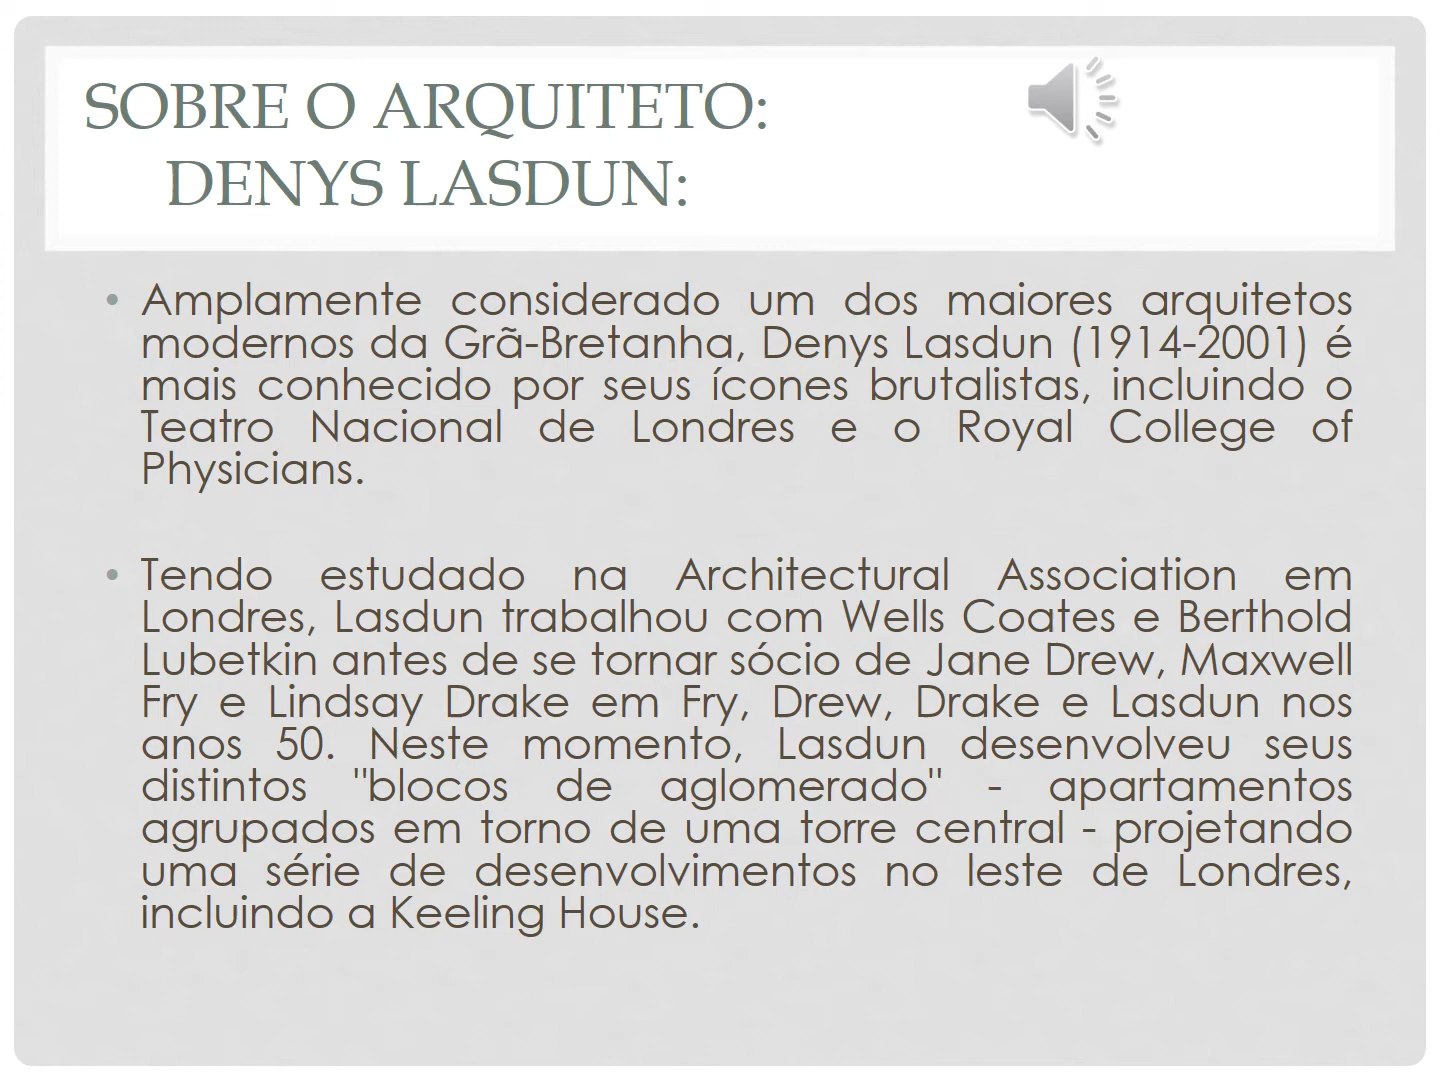 SOBRE O ARQUITETO:
DENYS LASDUN:
• Amplamente considerado um dos maiores arquitetos
modernos da Grã-Bretanha, Denys Lasdun (1914-2001) é
mais conhecido por seus ícones brutalistas, incluindo o
Teatro Nacional de Londres e o Royal College of
Physicians.
• Tendo estudado na Architectural Association em
Londres, Lasdun trabalhou com Wells Coates e Berthold
Lubetkin antes de se tornar sócio de Jane Drew, Maxwell
Fry e Lindsay Drake em Fry, Drew, Drake e Lasdun nos
anos 50. Neste momento, Lasdun desenvolveu seus
distintos "blocos de aglomerado" - apartamentos
agrupados em torno de uma torre central - projetando
uma série de desenvolvimentos no leste de Londres,
incluindo a Keeling House.